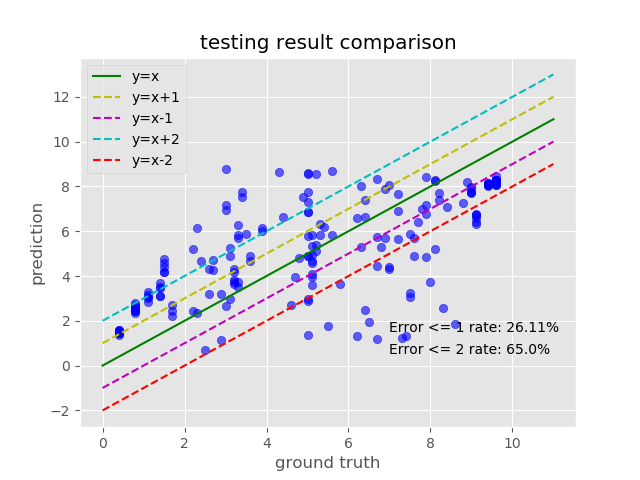 testing result comparison
y=x
y=x+1
y=x-1
y=x+2
y=x-2
12
10
8
6
4
2
0
−2
prediction
Error <= 1 rate: 26.11%
Error <= 2 rate: 65.0%
0 2 4 6 8 10
ground truth